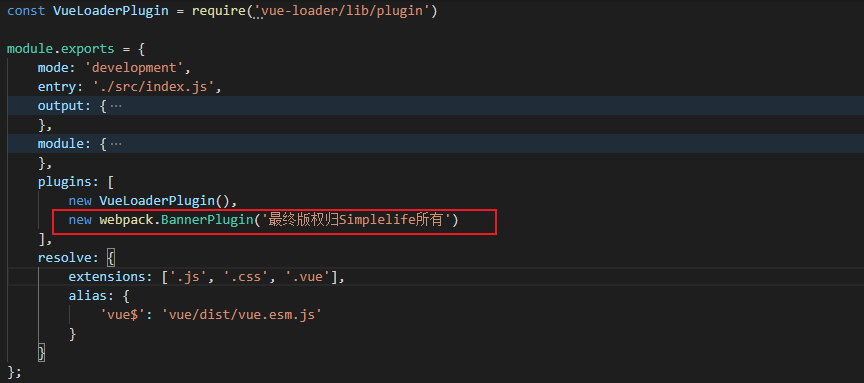 const VueLoaderPlugin = require('vue-loader/lib/plugin')
module.exports = {
mode: 'development',
entry: './src/index.js',
output: {⋯
},
module: {⋯
},
plugins: [
new VueLoaderPlugin(),
new webpack.BannerPlugin('最终版权归Simplelife所有')
],
resolve: {
extensions: ['.js', '.css', '.vue'],
alias: {
'vue$': 'vue/dist/vue.esm.js'
}
}
};